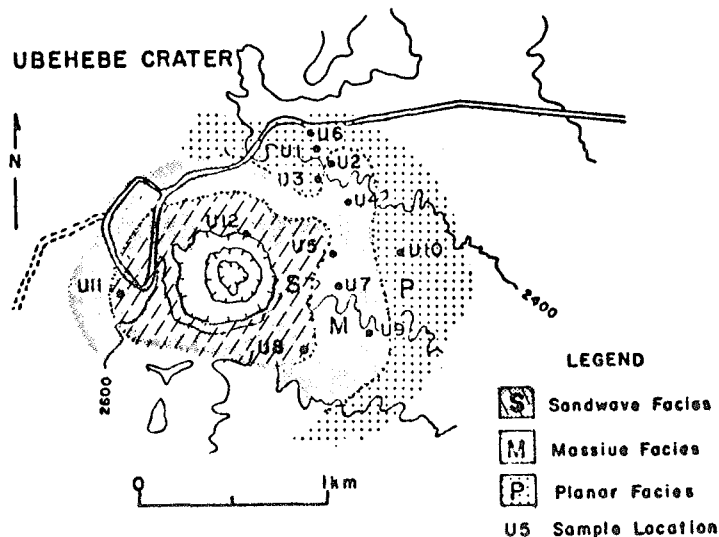 UBEHEBE CRATER
N
U6
U1
U2
U3
U4
U12
U5
U10
S
U7
P
U11
M
U9
2400
U8
2600
LEGEND
S Sandwave Facies
M Massive Facies
P Planar Facies
U5 Sample Location
0 1km